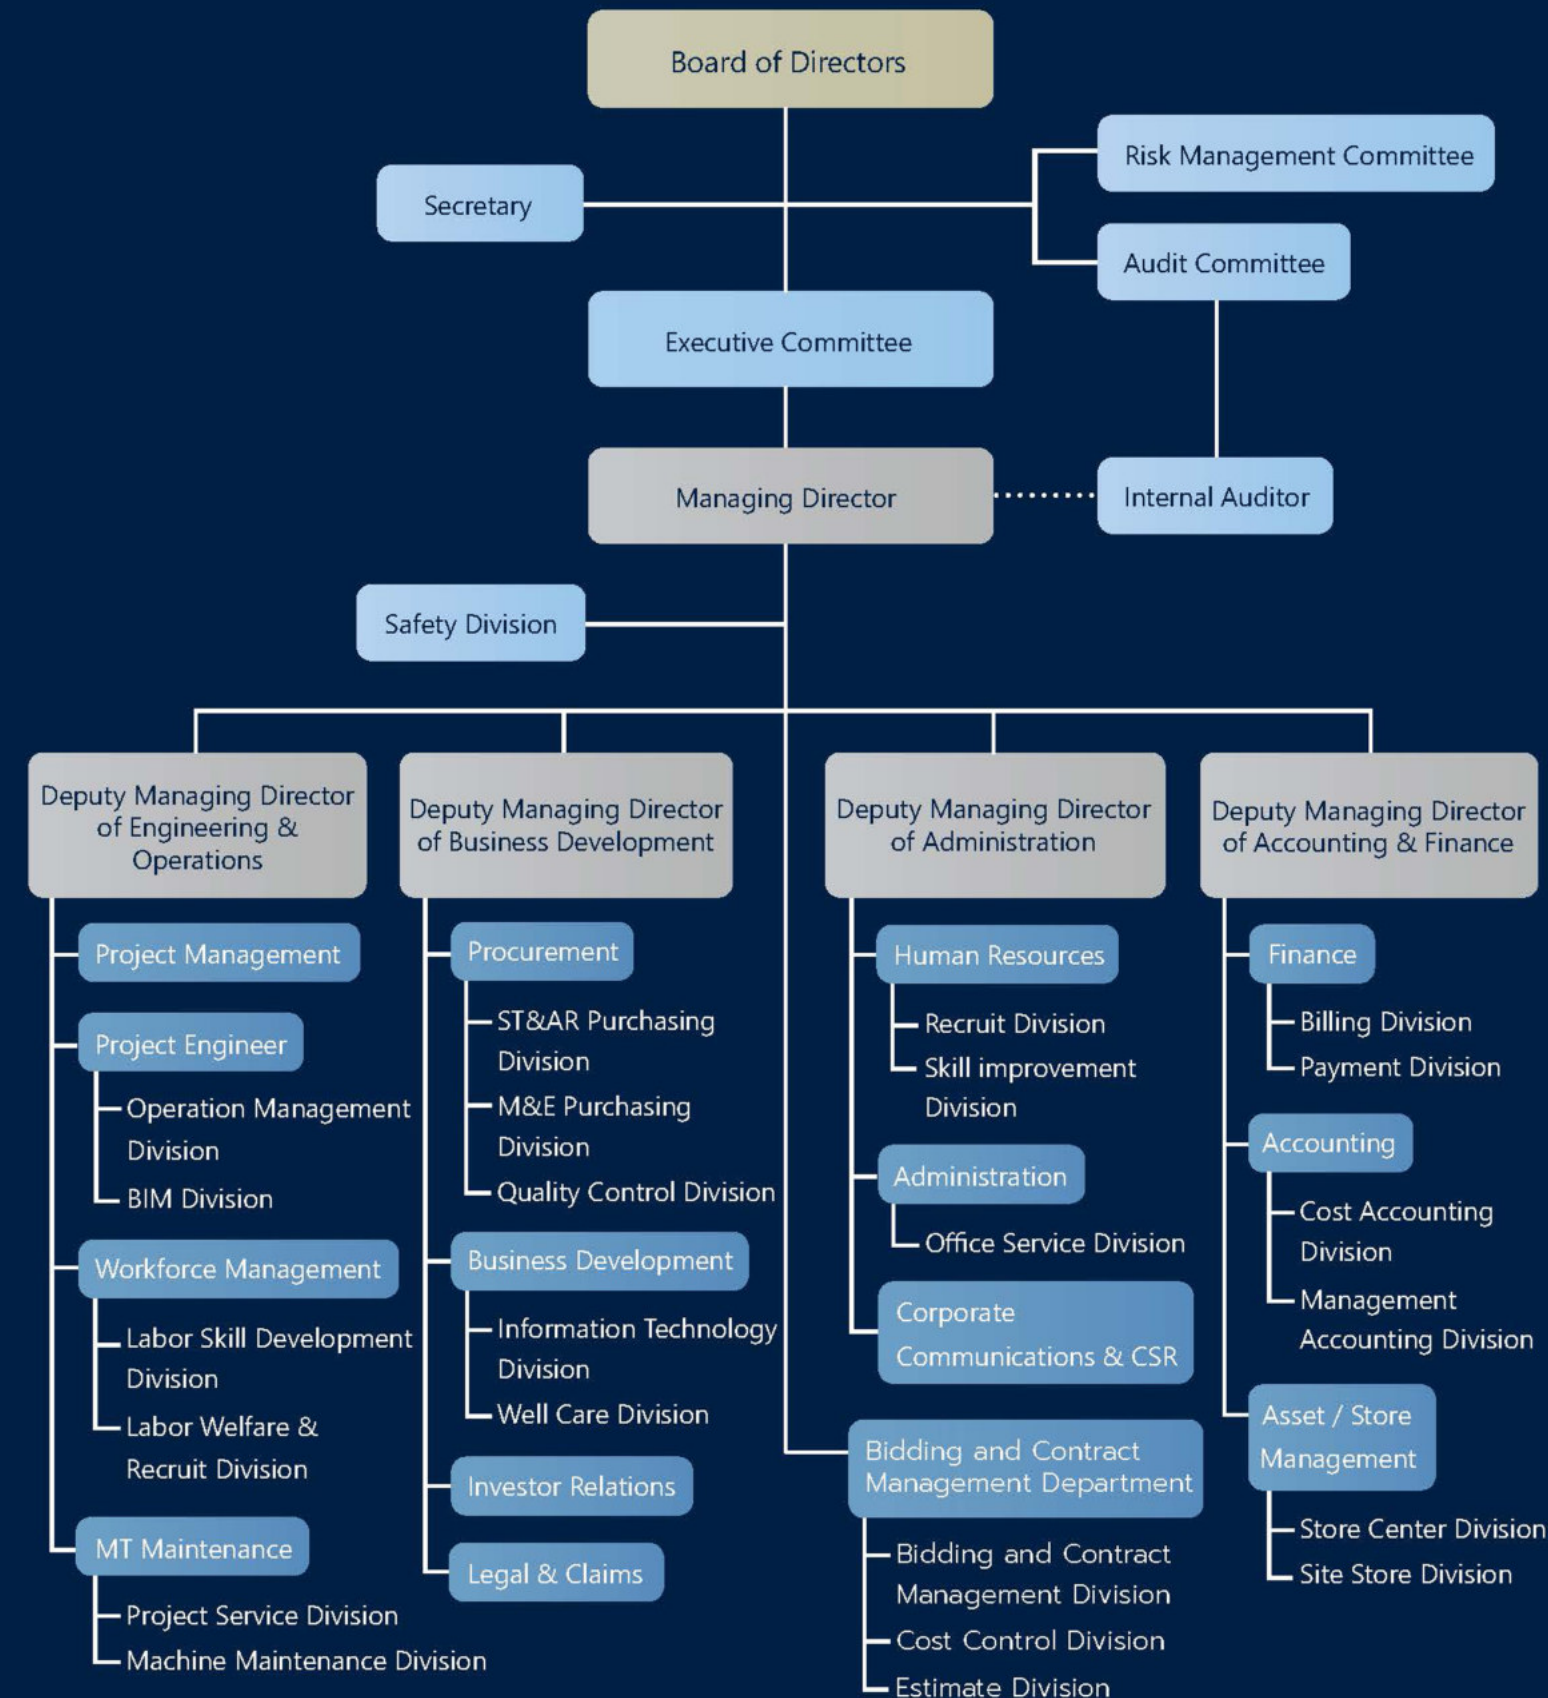 Board of Directors
Risk Management Committee
Secretary
Audit Committee
Executive Committee
Managing Director
Internal Auditor
Safety Division
Deputy Managing Director
of Engineering &
Operations
Project Management
Project Engineer
Operation Management
Division
BIM Division
Workforce Management
Labor Skill Development
Division
Labor Welfare &
Recruit Division
MT Maintenance
Project Service Division
Machine Maintenance Division
Deputy Managing Director
of Business Development
Procurement
ST&AR Purchasing
Division
M&E Purchasing
Division
Quality Control Division
Business Development
Information Technology
Division
Well Care Division
Investor Relations
Legal & Claims
Deputy Managing Director
of Administration
Human Resources
Recruit Division
Skill improvement
Division
Administration
Office Service Division
Corporate
Communications & CSR
Bidding and Contract
Management Department
Bidding and Contract
Management Division
Cost Control Division
Estimate Division
Deputy Managing Director
of Accounting & Finance
Finance
Billing Division
Payment Division
Accounting
Cost Accounting
Division
Management
Accounting Division
Asset / Store
Management
Store Center Division
Site Store Division